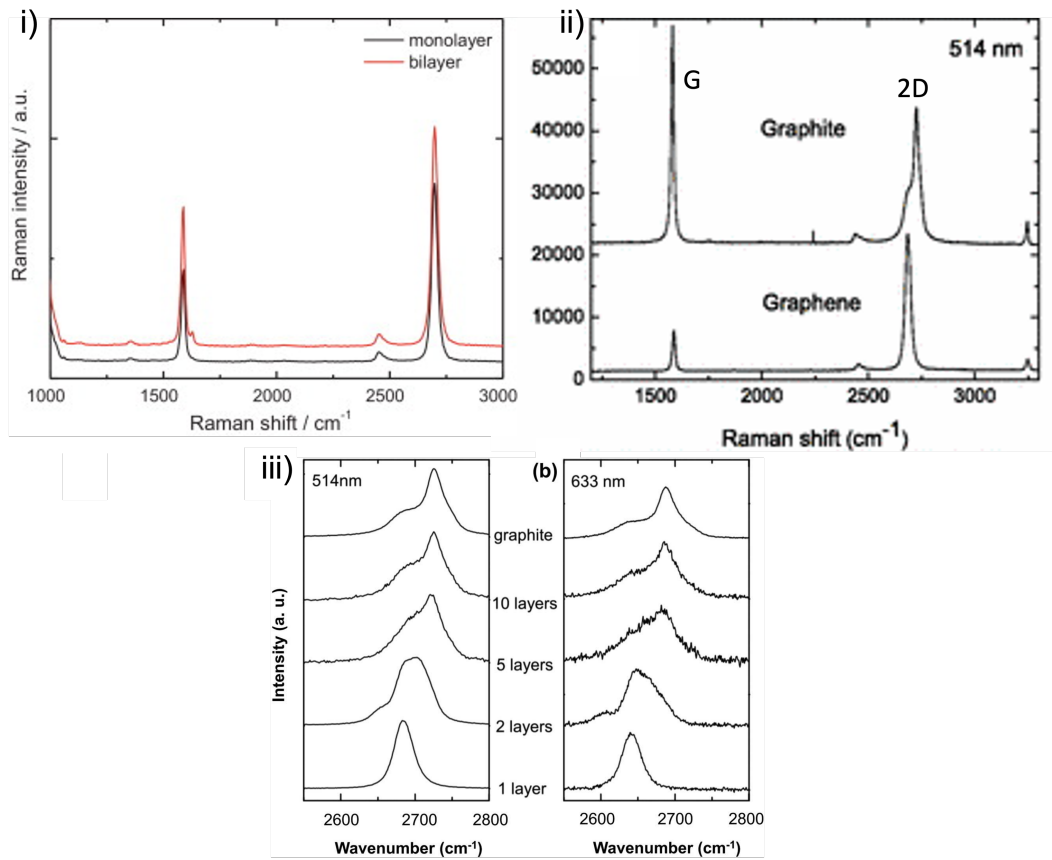 i)
monolayer
bilayer
Raman intensity / a.u.
1000 1500 2000 2500 3000
Raman shift / cm-1
ii)
514 nm
G
2D
Graphite
Graphene
50000
40000
30000
20000
10000
0
1500 2000 2500 3000
Raman shift (cm-1)
iii)
514nm
(b)
633 nm
graphite
10 layers
5 layers
2 layers
1 layer
Intensity (a. u.)
2600 2700 2800
2600 2700 2800
Wavenumber (cm-1)
Wavenumber (cm-1)